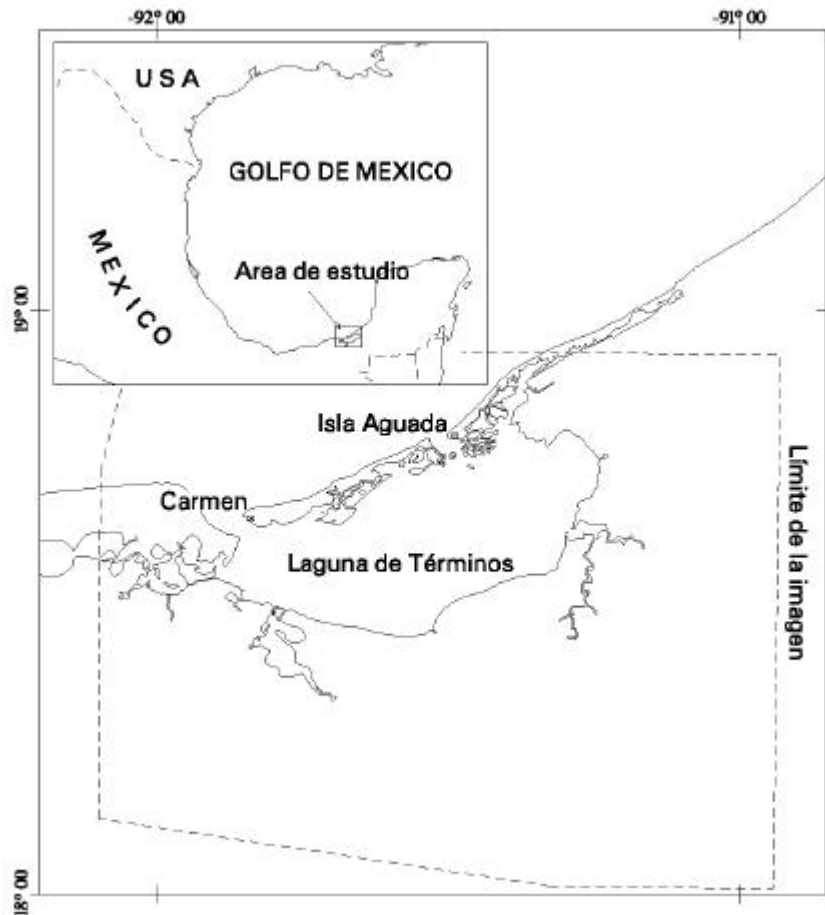 -92° 00
-91° 00
U S A
GOLFO DE MEXICO
MEXICO
Area de estudio
19° 00
Isla Aguada
Carmen
Laguna de Términos
Límite de la imagen
18° 00